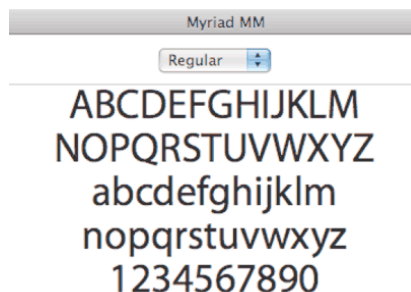 Myriad MM
Regular
ABCDEFGHIJKLM
NOPQRSTUVWXYZ
abcdefghijklm
nopqrstuvwxyz
1234567890